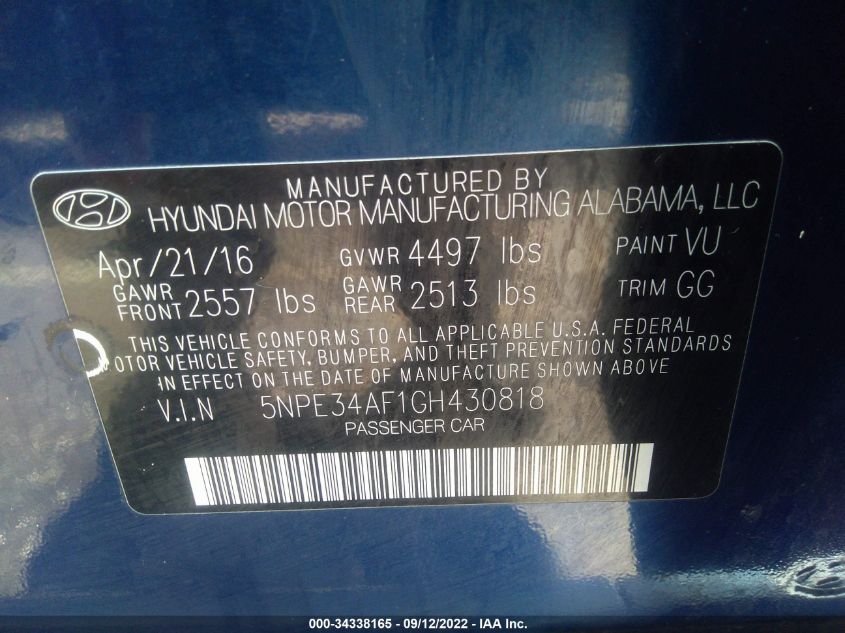 MANUFACTURED BY
HYUNDAI MOTOR MANUFACTURING ALABAMA, LLC
Apr/21/16 GVWR 4497 lbs PAINT VU
GAWR FRONT 2557 lbs GAWR REAR 2513 lbs TRIM GG
THIS VEHICLE CONFORMS TO ALL APPLICABLE U.S.A. FEDERAL
MOTOR VEHICLE SAFETY, BUMPER, AND THEFT PREVENTION STANDARDS
IN EFFECT ON THE DATE OF MANUFACTURE SHOWN ABOVE
V.I.N 5NPE34AF1GH430818
PASSENGER CAR
000-34338165 - 09/12/2022 - IAA Inc.